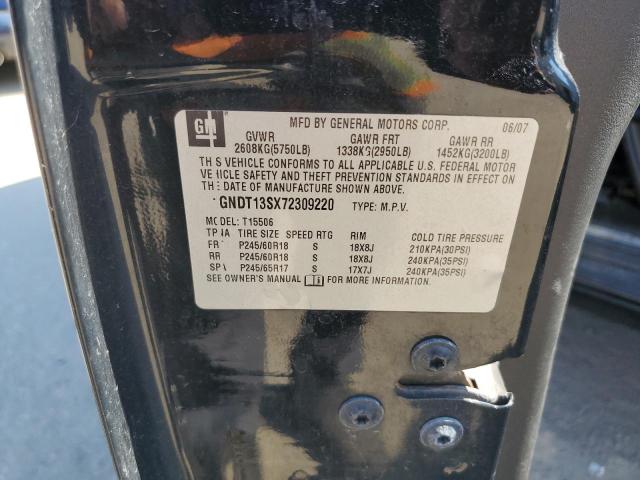 GM
MFD BY GENERAL MOTORS CORP. 06/07
GVWR GAWR FRT GAWR RR
2608KG(5750LB) 1338KG(2950LB) 1452KG(3200LB)
TH S VEHICLE CONFORMS TO ALL APPLICABLE U.S. FEDERAL MOTOR
VE HICLE SAFETY AND THEFT PREVENTION STANDARDS IN EFFECT ON
THE DATE OF MANUFACTURE SHOWN ABOVE.
GNDT13SX72309220 TYPE: M.P.V.
MODEL: T15506
TIRE SIZE SPEED RTG RIM COLD TIRE PRESSURE
FR P245/60R18 S 18X8J 210KPA(30PSI)
RR P245/60R18 S 18X8J 240KPA(35PSI)
SP P245/65R17 S 17X7J 240KPA(35PSI)
SEE OWNER'S MANUAL FOR MORE INFORMATION.